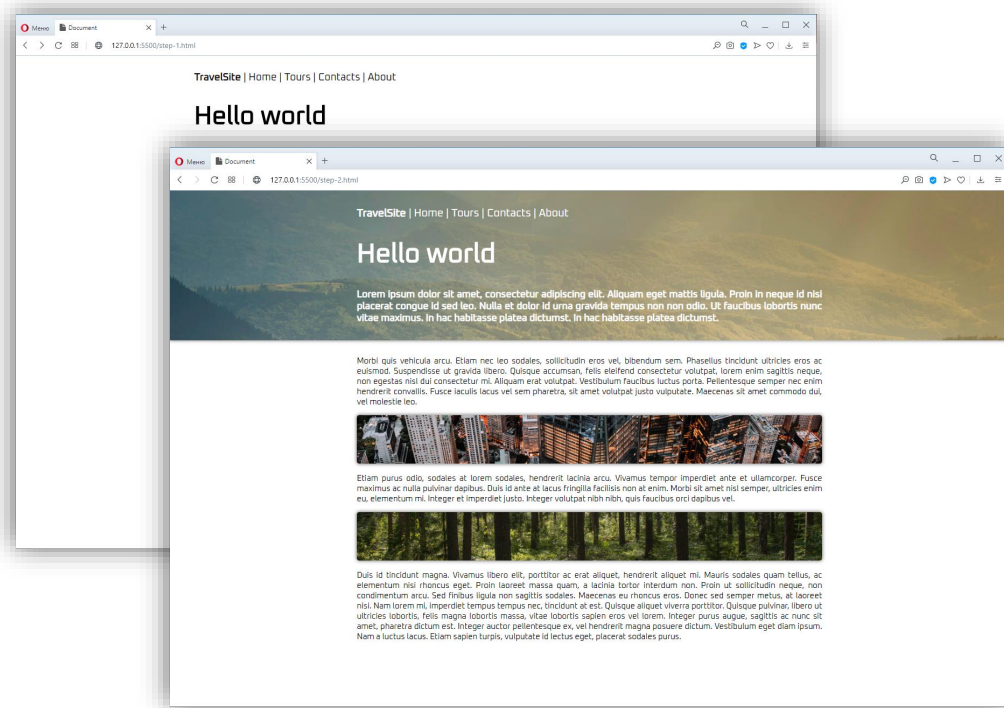 Меню
Document
127.0.0.1:5500/step-1.html
TravelSite | Home | Tours | Contacts | About
Hello world
Меню
Document
127.0.0.1:5500/step-2.html
TravelSite | Home | Tours | Contacts | About
Hello world
Lorem ipsum dolor sit amet, consectetur adipiscing elit. Aliquam eget mattis ligula. Proin in neque id nisi
placerat congue id sed leo. Nulla et dolor id urna gravida tempus non non odio. Ut faucibus lobortis nunc
vitae maximus. In hac habitasse platea dictumst. In hac habitasse platea dictumst.
Morbi quis vehicula arcu. Etiam nec leo sodales, sollicitudin eros vel, bibendum sem. Phasellus tincidunt ultricies eros ac
euismod. Suspendisse ut gravida libero. Quisque accumsan, felis eleifend consectetur volutpat, lorem enim sagittis neque,
non egestas nisl dui consectetur mi. Aliquam erat volutpat. Vestibulum faucibus luctus porta. Pellentesque semper nec enim
hendrerit convallis. Fusce iaculis lacus vel sem pharetra, sit amet volutpat justo vulputate. Maecenas sit amet commodo dui,
vel molestie leo.
Etiam purus odio, sodales at lorem sodales, hendrerit lacinia arcu. Vivamus tempor imperdiet ante et ullamcorper. Fusce
maximus ac nulla pulvinar dapibus. Duis id ante at lacus fringilla facilisis non at enim. Morbi sit amet nisl semper, ultricies enim
eu, elementum mi. Integer et imperdiet justo. Integer volutpat nibh nibh, quis faucibus orci dapibus vel.
Duis id tincidunt magna. Vivamus libero elit, porttitor ac erat aliquet, hendrerit aliquet mi. Mauris sodales quam tellus, ac
elementum nisi rhoncus eget. Proin laoreet massa quam, a lacinia tortor interdum non. Proin ut sollicitudin neque, non
condimentum arcu. Sed finibus ligula non sagittis sodales. Maecenas eu rhoncus eros. Donec sed semper metus, at laoreet
nisi. Nam lorem mi, imperdiet tempus tempus nec, tincidunt at est. Quisque aliquet viverra porttitor. Quisque pulvinar, libero ut
ultricies lobortis, felis magna lobortis massa, vitae lobortis sapien eros vel lorem. Integer purus augue, sagittis ac nunc sit
amet, pharetra dictum est. Integer auctor pellentesque ex, vel hendrerit magna posuere dictum. Vestibulum eget diam ipsum.
Nam a luctus lacus. Etiam sapien turpis, vulputate id lectus eget, placerat sodales purus.